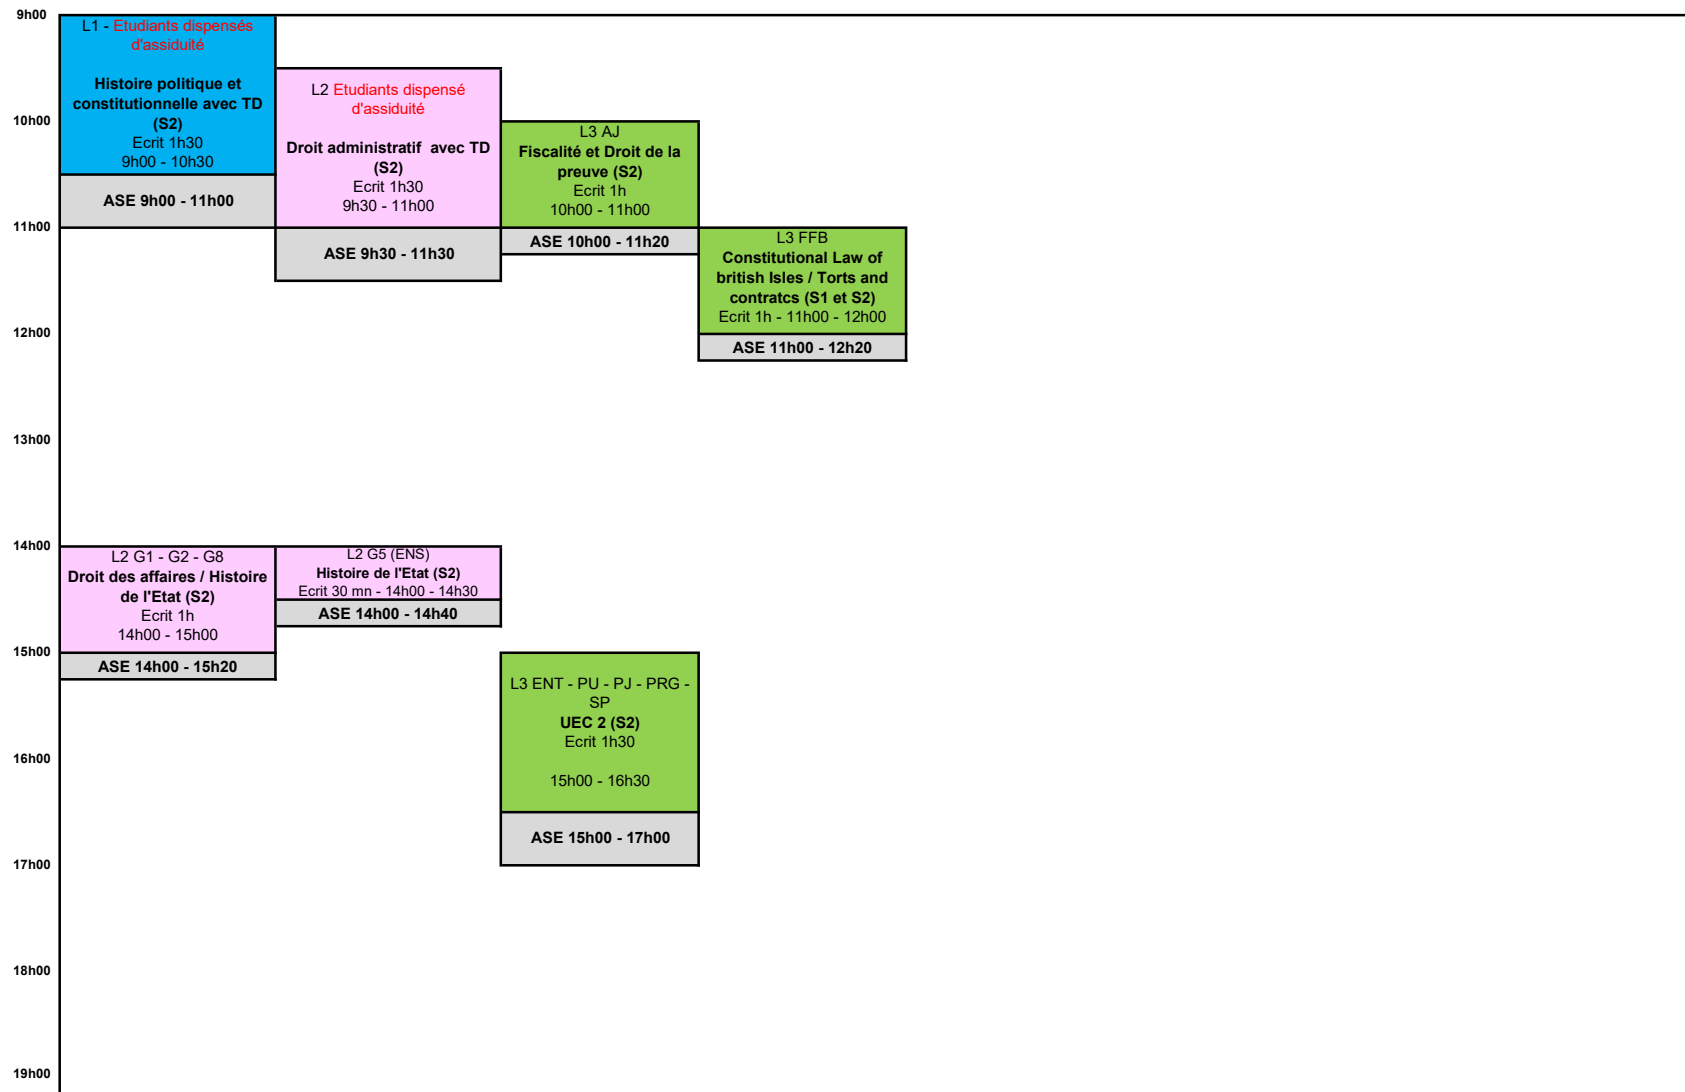 9h00
L1 - Etudiants dispensés
d'assiduité
Histoire politique et
constitutionnelle avec TD
(S2)
Ecrit 1h30
9h00 - 10h30
ASE 9h00 - 11h00
L2 Etudiants dispensé
d'assiduité
Droit administratif  avec TD
(S2)
Ecrit 1h30
9h30 - 11h00
ASE 9h30 - 11h30
10h00
L3 AJ
Fiscalité et Droit de la
preuve (S2)
Ecrit 1h
10h00 - 11h00
ASE 10h00 - 11h20
11h00
L3 FFB
Constitutional Law of
british Isles / Torts and
contratcs (S1 et S2)
Ecrit 1h - 11h00 - 12h00
ASE 11h00 - 12h20
12h00
13h00
14h00
L2 G1 - G2 - G8
Droit des affaires / Histoire
de l'Etat (S2)
Ecrit 1h
14h00 - 15h00
ASE 14h00 - 15h20
L2 G5 (ENS)
Histoire de l'Etat (S2)
Ecrit 30 mn - 14h00 - 14h30
ASE 14h00 - 14h40
15h00
L3 ENT - PU - PJ - PRG -
SP
UEC 2 (S2)
Ecrit 1h30
15h00 - 16h30
ASE 15h00 - 17h00
16h00
17h00
18h00
19h00